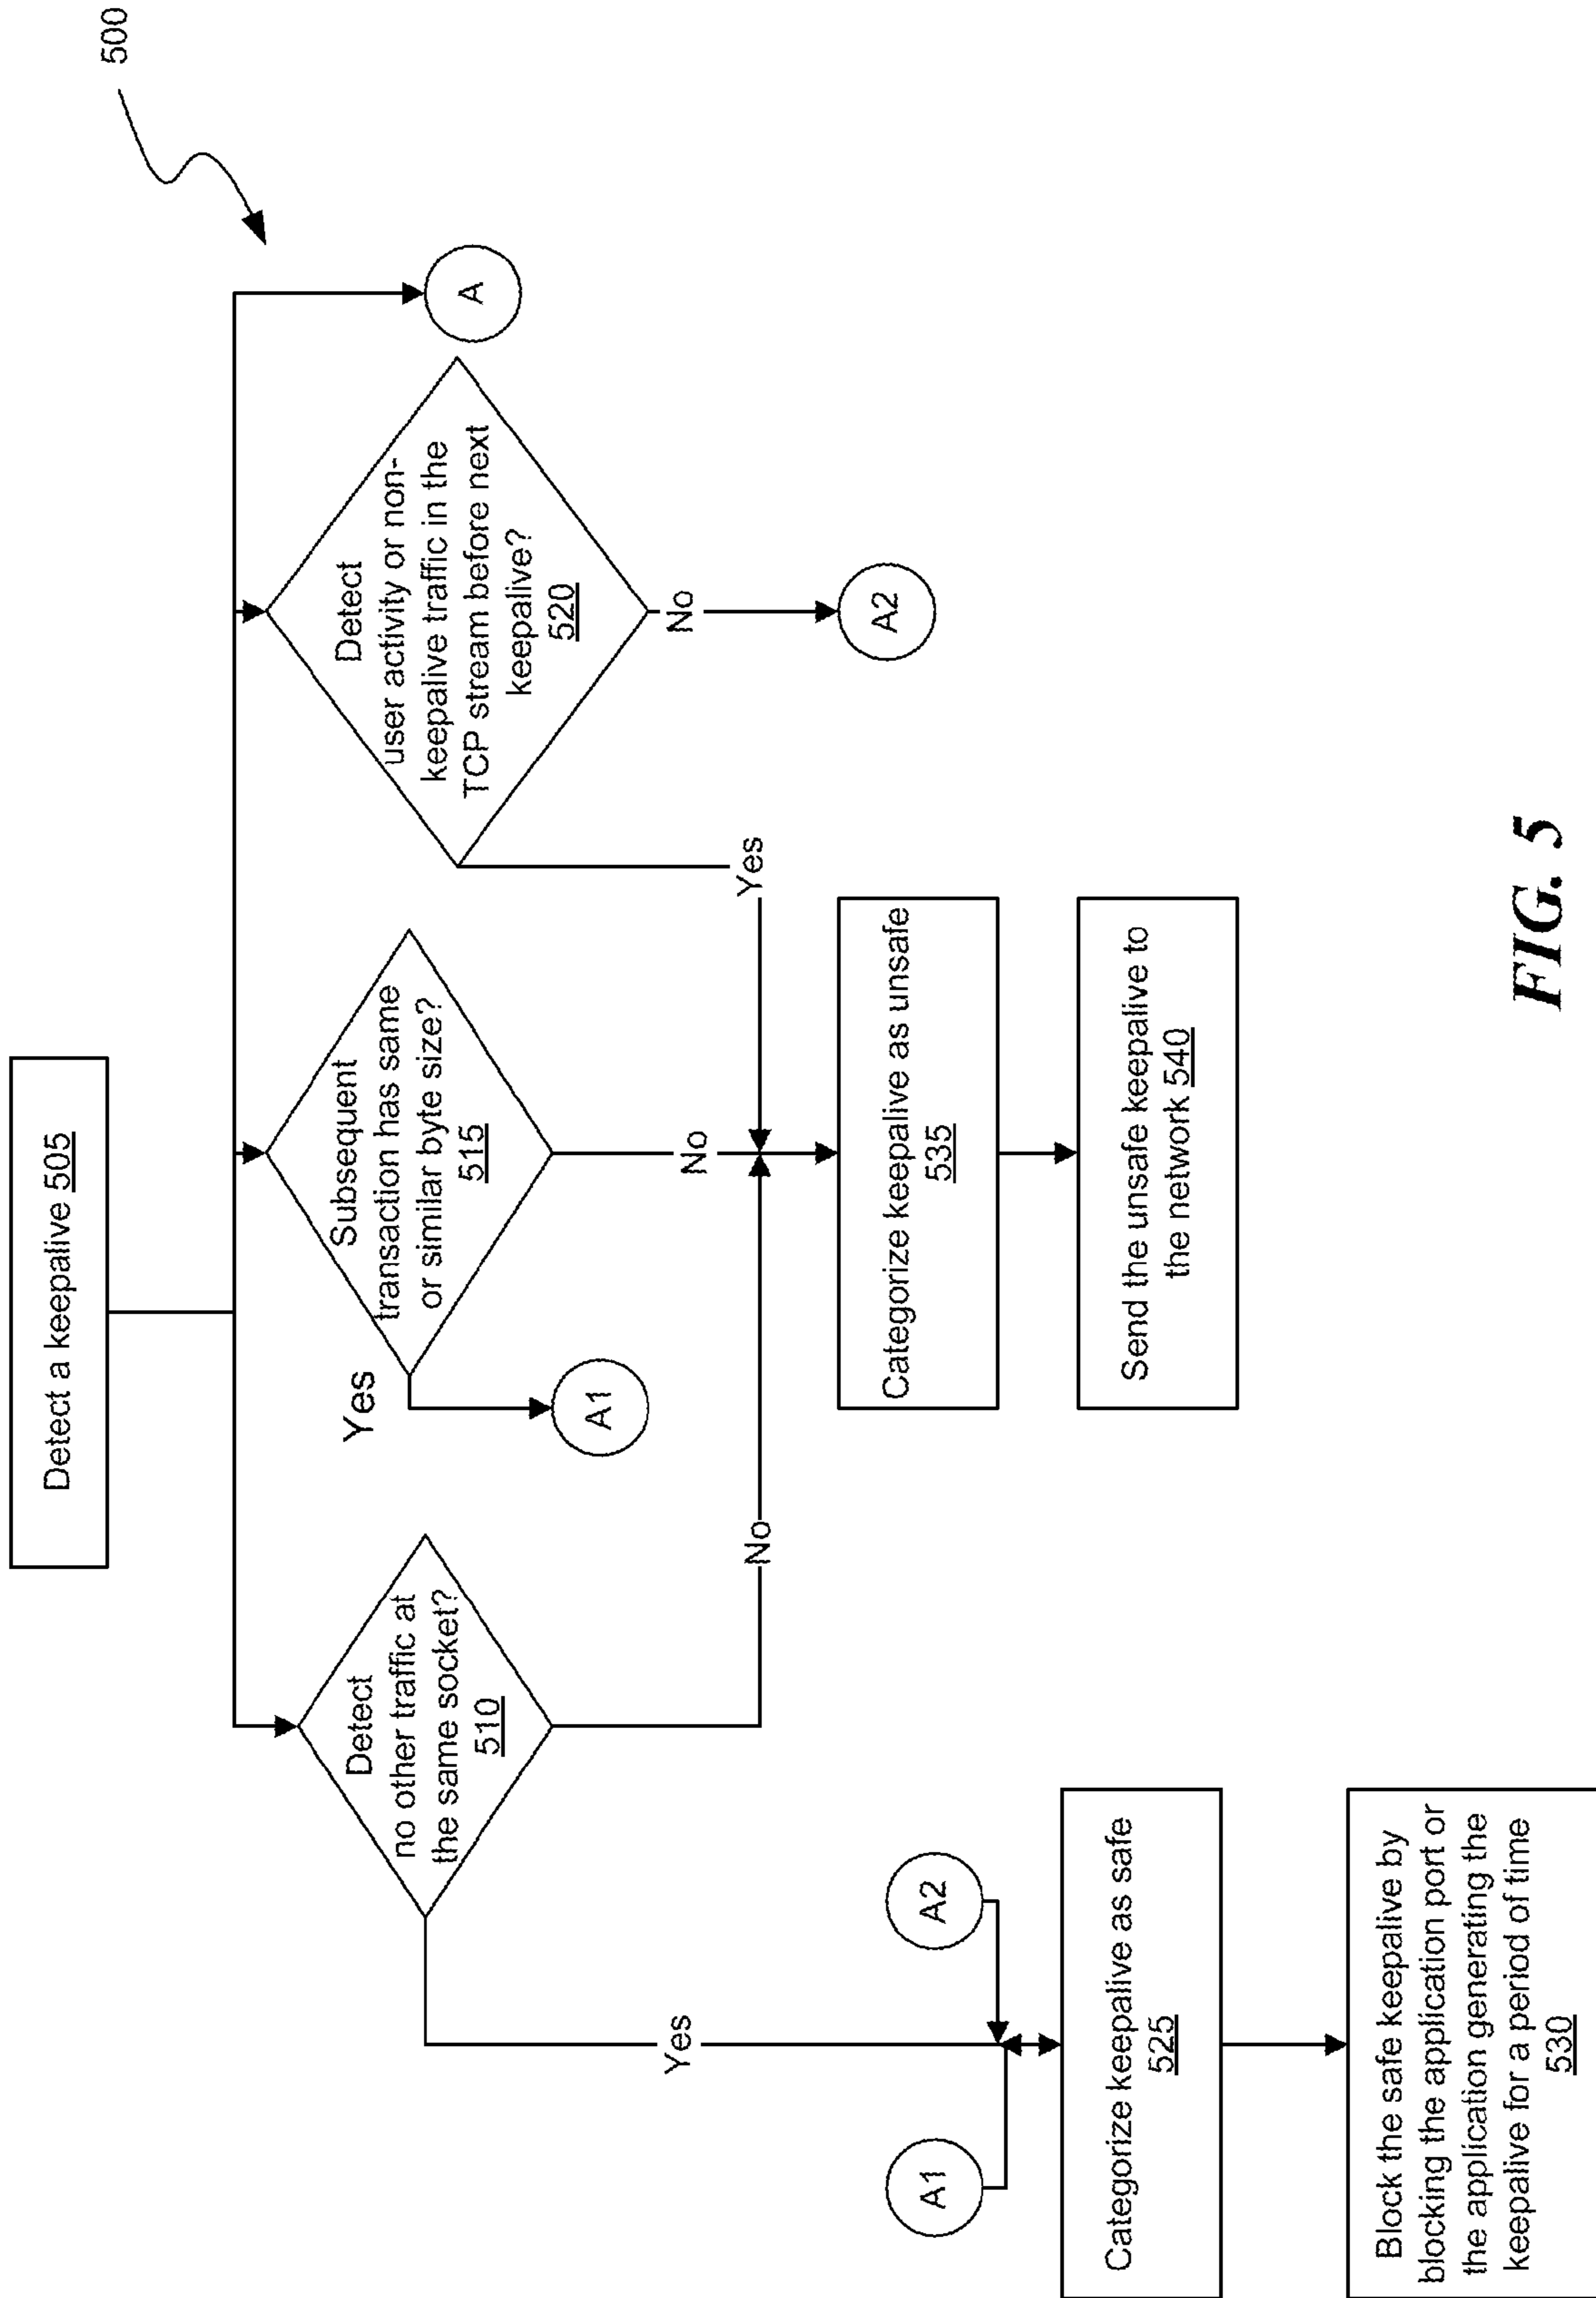 500
Detect a keepalive 505
Detect
no other traffic at
the same socket?
510
Subsequent
transaction has same
or similar byte size?
515
Detect
user activity or non-
keepalive traffic in the
TCP stream before next
keepalive?
520
A
Yes
A1
No
No
Yes
No
A2
Yes
A1
A2
Categorize keepalive as safe
525
Block the safe keepalive by
blocking the application port or
the application generating the
keepalive for a period of time
530
Categorize keepalive as unsafe
535
Send the unsafe keepalive to
the network 540
FIG. 5